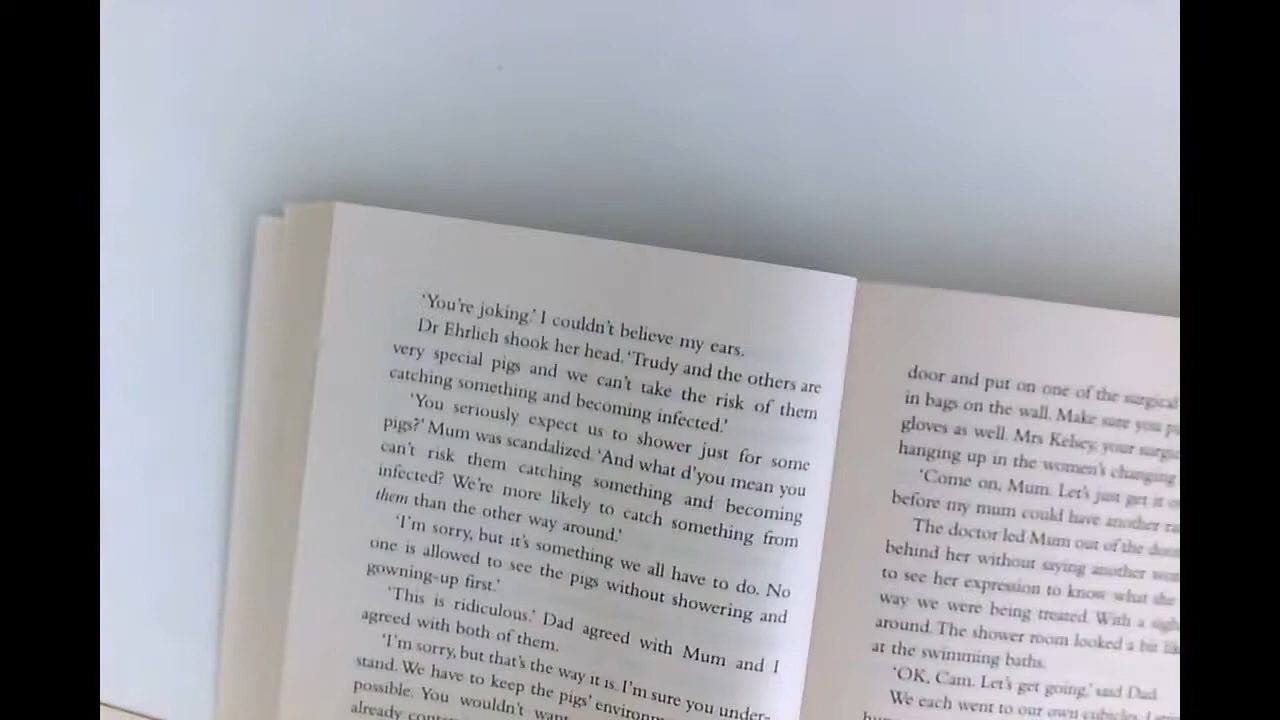 'You're joking.' I couldn't believe my ears.
Dr Ehrlich shook her head. 'Trudy and the others are
very special pigs and we can't take the risk of them
catching something and becoming infected.'
'You seriously expect us to shower just for some
pigs?' Mum was scandalized. 'And what d'you mean you
can't risk them catching something and becoming
infected? We're more likely to catch something from
them than the other way around.'
'I'm sorry, but it's something we all have to do. No
one is allowed to see the pigs without showering and
gowning-up first.'
'This is ridiculous.' Dad agreed with Mum and I
agreed with both of them.
'I'm sorry, but that's the way it is. I'm sure you under-
stand. We have to keep the pigs'
possible. You wouldn't want
already
door and put on one of the surgical
in bags on the wall. Make sure you
gloves as well. Mrs Kelsey, your
hanging up in the women's changing
'Come on, Mum. Let's just get it
before my mum could have another
The doctor led Mum out of the
behind her without saying another
to see her expression to know what she
way we were being treated. With a
around. The shower room looked a bit
at the swimming baths.
'OK, Cam. Let's get going,' said Dad.
We each went to our own cubicles.